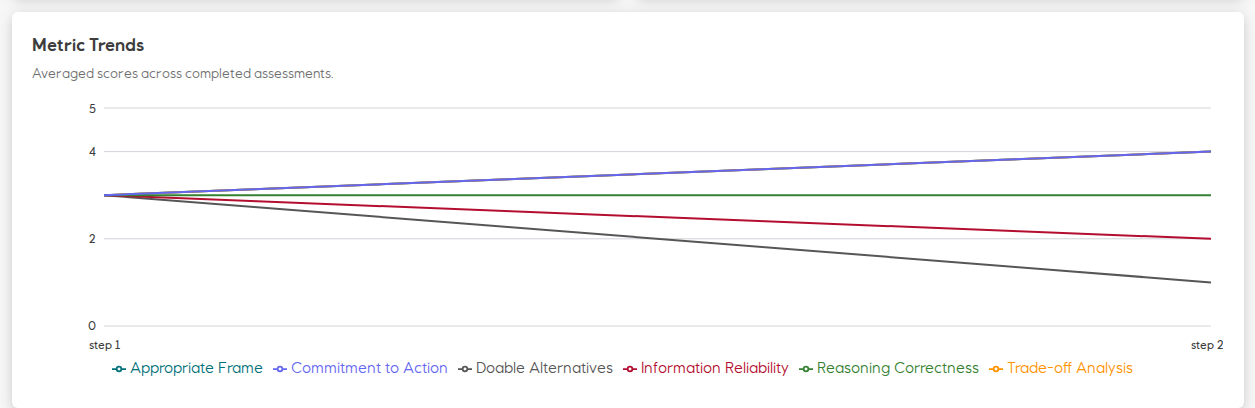 Metric Trends
Averaged scores across completed assessments.
5
4
2
0
step 1 step 2
Appropriate Frame Commitment to Action Doable Alternatives Information Reliability Reasoning Correctness Trade-off Analysis